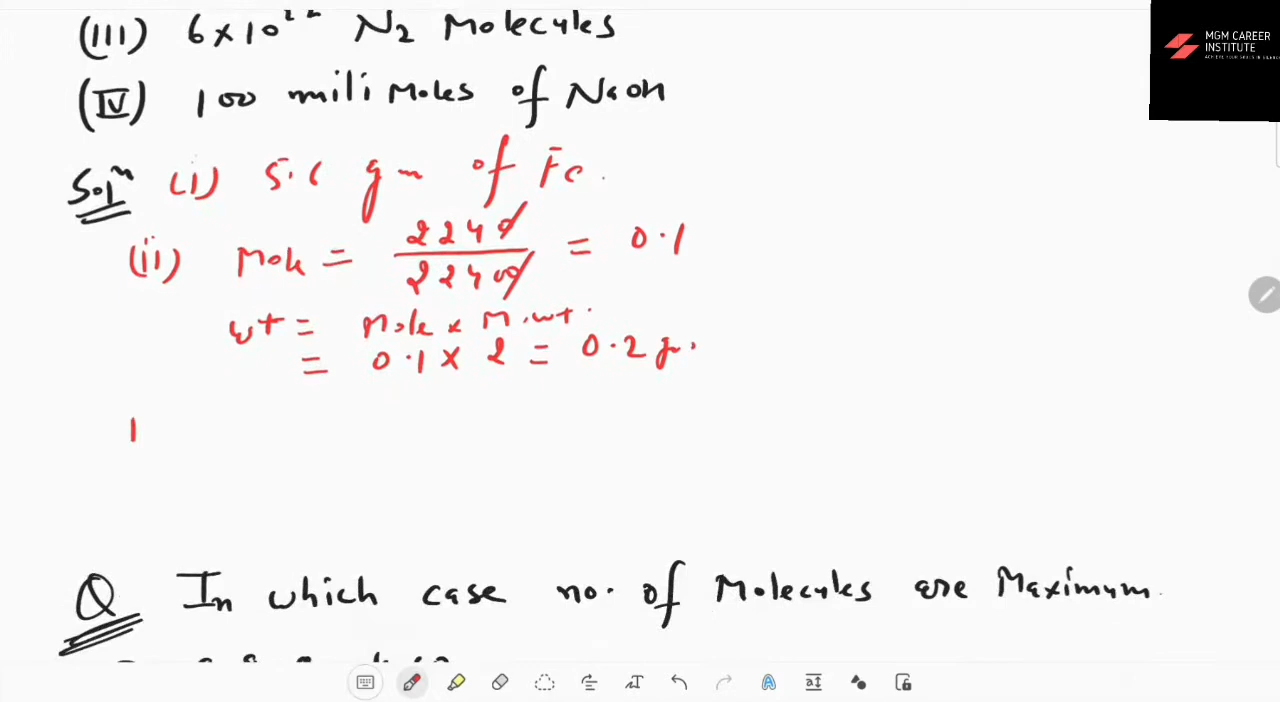 (III) 6×10²² N₂ Molecules
MGM CAREER
INSTITUTE
(IV) 100 mili Moles of NaOH
Solⁿ (i) 5.6 gm of Fe.
(ii) Mole = 2240 / 22400 = 0.1
wt = Mole × M.wt.
= 0.1 × 2 = 0.2 gm.
Q In which case no. of Molecules are Maximum.